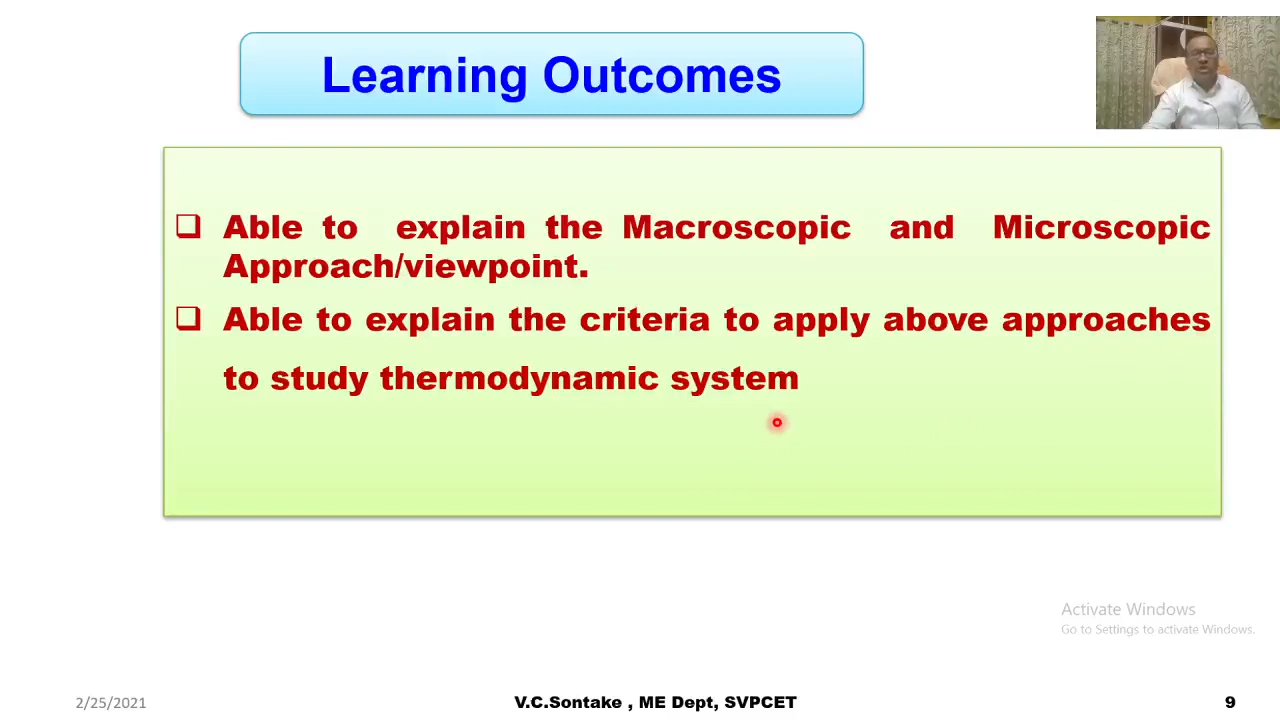 Learning Outcomes
❑ Able to explain the Macroscopic and Microscopic
Approach/viewpoint.
❑ Able to explain the criteria to apply above approaches
to study thermodynamic system
Activate Windows
Go to Settings to activate Windows.
2/25/2021
V.C.Sontake , ME Dept, SVPCET
9